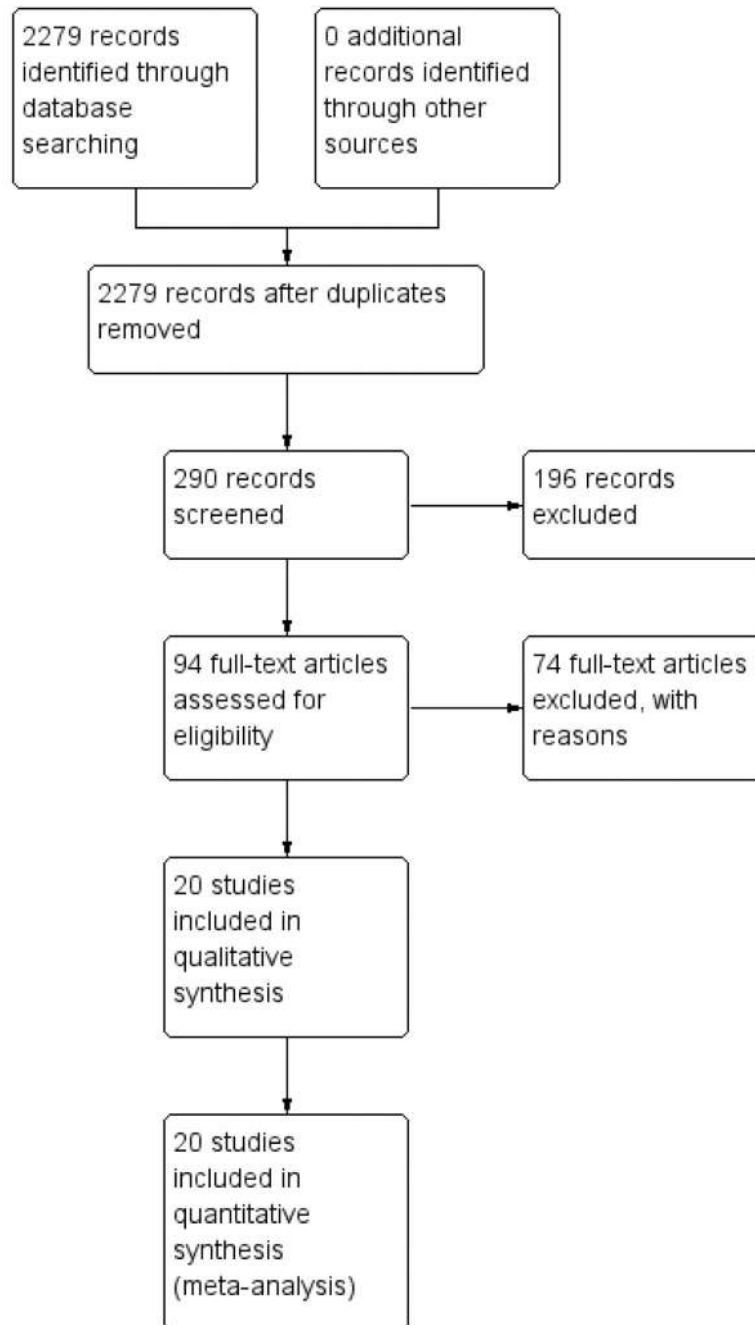 2279 records
identified through
database
searching
0 additional
records identified
through other
sources
2279 records after duplicates
removed
290 records
screened
196 records
excluded
94 full-text articles
assessed for
eligibility
74 full-text articles
excluded, with
reasons
20 studies
included in
qualitative
synthesis
20 studies
included in
quantitative
synthesis
(meta-analysis)